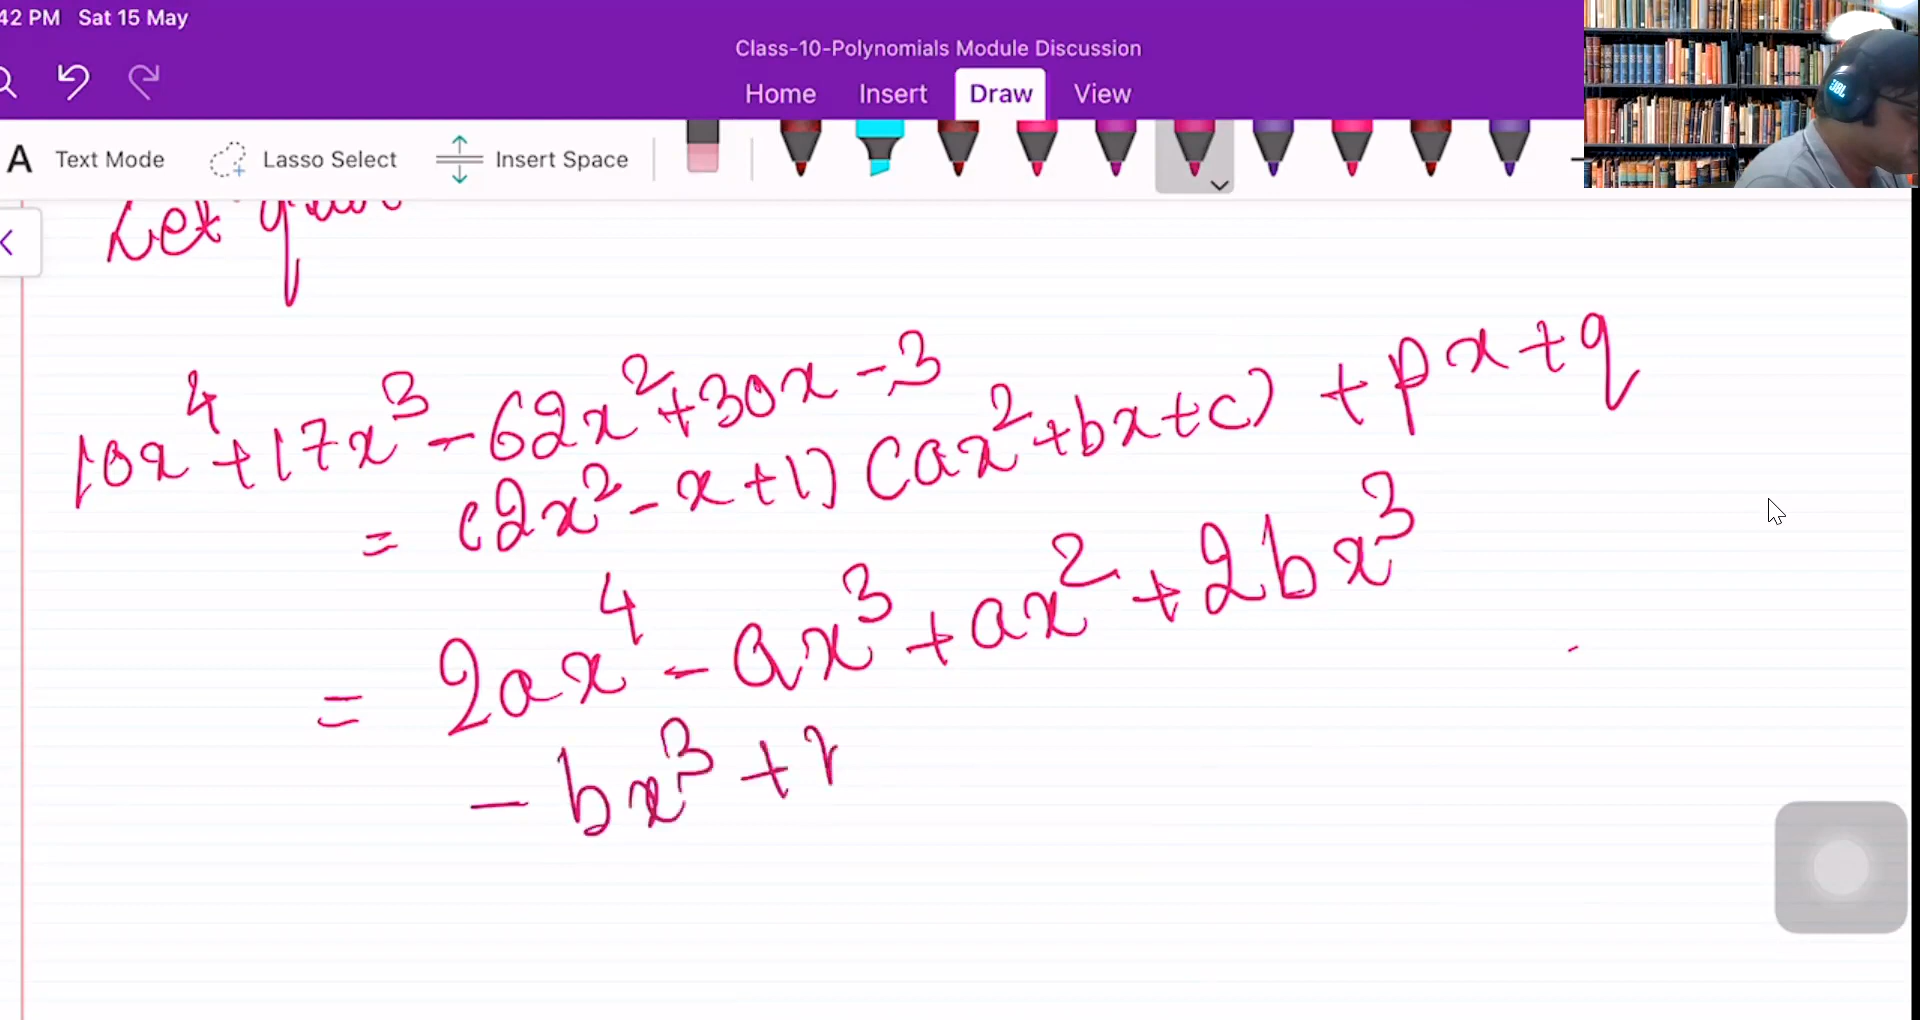 42 PM Sat 15 May
Class-10-Polynomials Module Discussion
Home Insert Draw View
A Text Mode Lasso Select Insert Space
JBL
Let
10x⁴+17x³-62x²+30x-3
= (2x²-x+1)(ax²+bx+c)+px+q
= 2ax⁴-ax³+ax²+2bx³
-bx³+